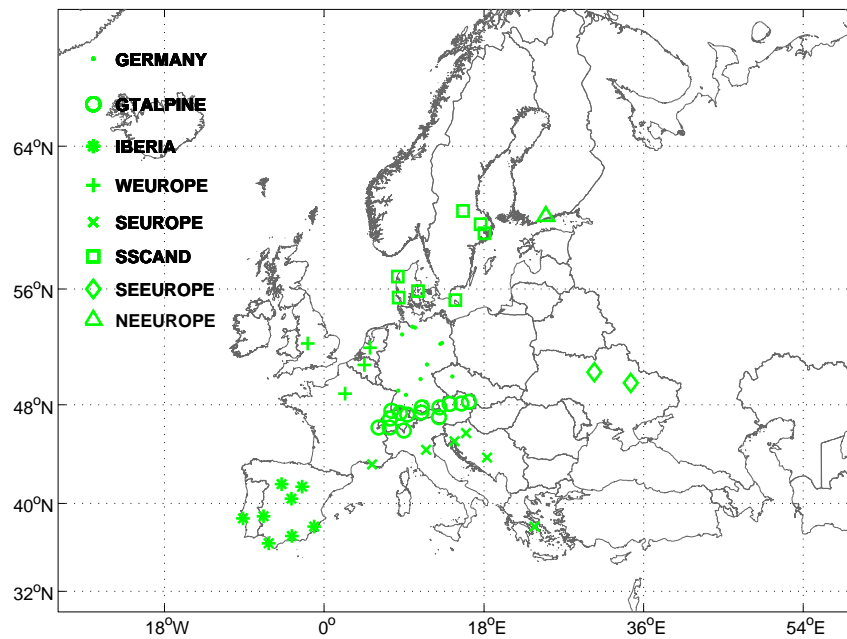 GERMANY
GTALPINE
IBERIA
WEUROPE
SEUROPE
SSCAND
SEEUROPE
NEEUROPE
64°N
56°N
48°N
40°N
32°N
18°W 0° 18°E 36°E 54°E